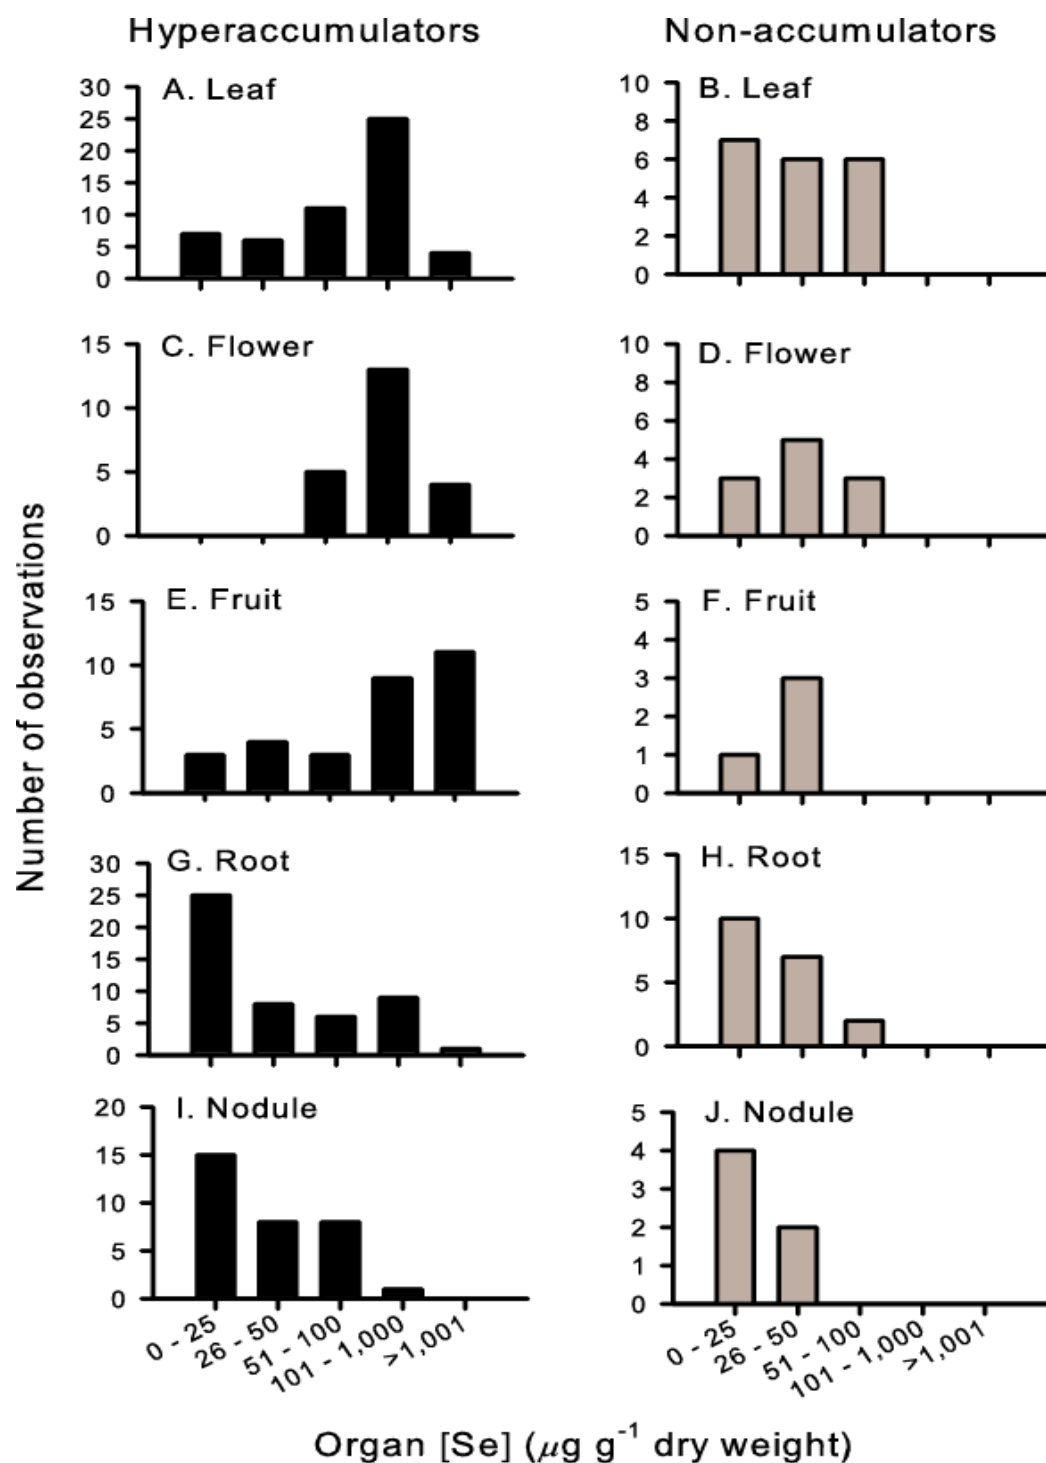 Hyperaccumulators
Non-accumulators
A. Leaf
30
25
20
15
10
5
0
B. Leaf
10
8
6
4
2
0
C. Flower
15
10
5
0
D. Flower
10
8
6
4
2
0
E. Fruit
15
10
5
0
F. Fruit
5
4
3
2
1
0
G. Root
30
25
20
15
10
5
0
H. Root
15
10
5
0
I. Nodule
20
15
10
5
0
J. Nodule
5
4
3
2
1
0
Number of observations
0 - 25
26 - 50
51 - 100
101 - 1,000
>1,001
0 - 25
26 - 50
51 - 100
101 - 1,000
>1,001
Organ [Se] (μg g⁻¹ dry weight)